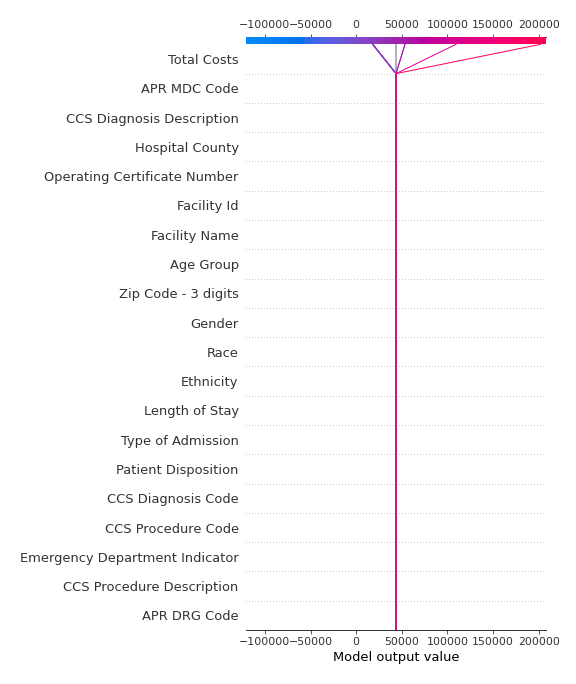 −100000 −50000 0 50000 100000 150000 200000
Total Costs
APR MDC Code
CCS Diagnosis Description
Hospital County
Operating Certificate Number
Facility Id
Facility Name
Age Group
Zip Code - 3 digits
Gender
Race
Ethnicity
Length of Stay
Type of Admission
Patient Disposition
CCS Diagnosis Code
CCS Procedure Code
Emergency Department Indicator
CCS Procedure Description
APR DRG Code
−100000 −50000 0 50000 100000 150000 200000
Model output value